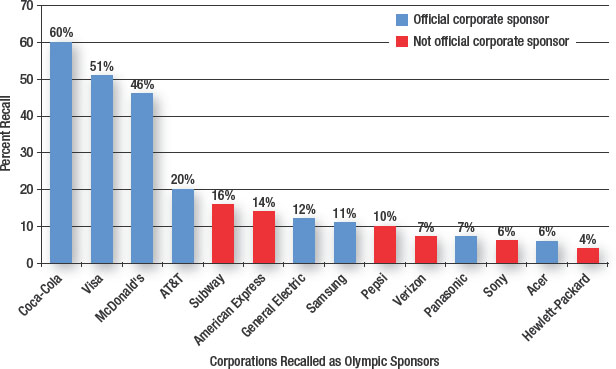 70
60
50
40
30
20
10
0
Percent Recall
Official corporate sponsor
Not official corporate sponsor
60%
51%
46%
20%
16%
14%
12%
11%
10%
7%
7%
6%
6%
4%
Coca-Cola
Visa
McDonald's
AT&T
Subway
American Express
General Electric
Samsung
Pepsi
Verizon
Panasonic
Sony
Acer
Hewlett-Packard
Corporations Recalled as Olympic Sponsors